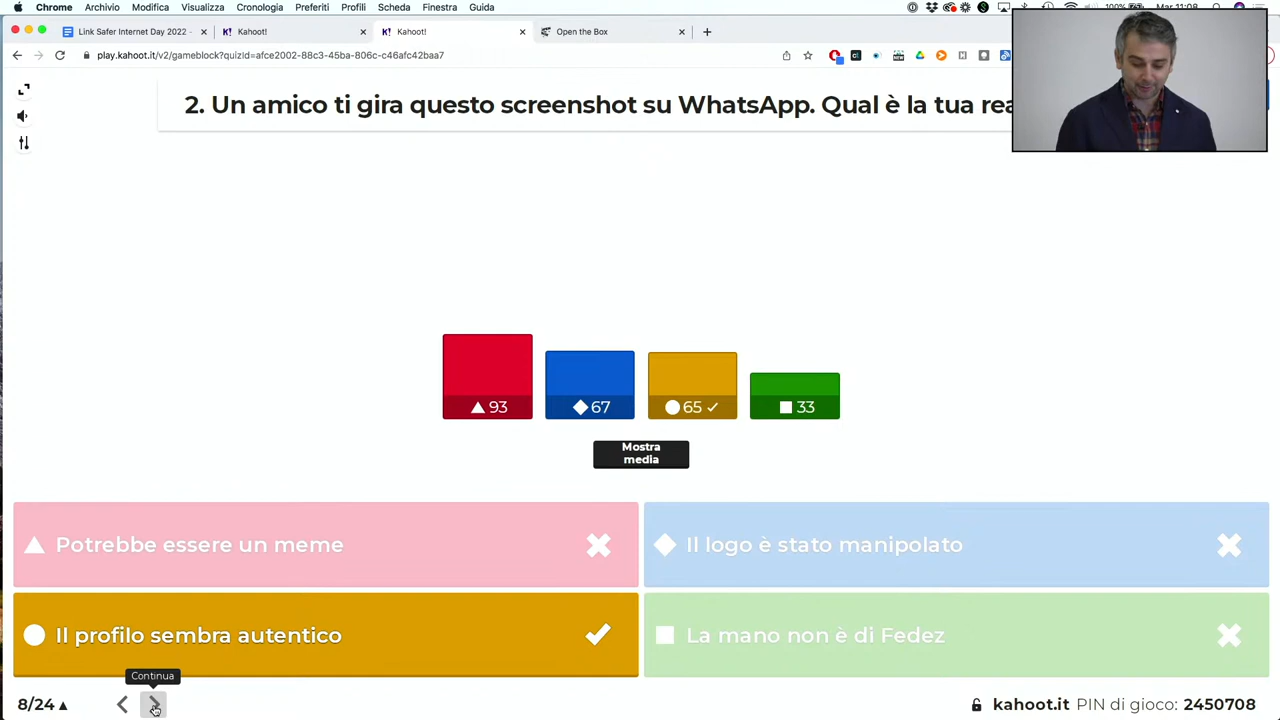 Chrome Archivio Modifica Visualizza Cronologia Preferiti Profili Scheda Finestra Guida 100% Mar 11:08
Link Safer Internet Day 2022 - Kahoot! Kahoot! Open the Box
play.kahoot.it/v2/gameblock?quizId=afce2002-88c3-45ba-806c-c46afc42baa7
2. Un amico ti gira questo screenshot su WhatsApp. Qual è la tua rea
93 67 65 33
Mostra
media
Potrebbe essere un meme
Il logo è stato manipolato
Il profilo sembra autentico
La mano non è di Fedez
Continua
8/24
kahoot.it PIN di gioco: 2450708